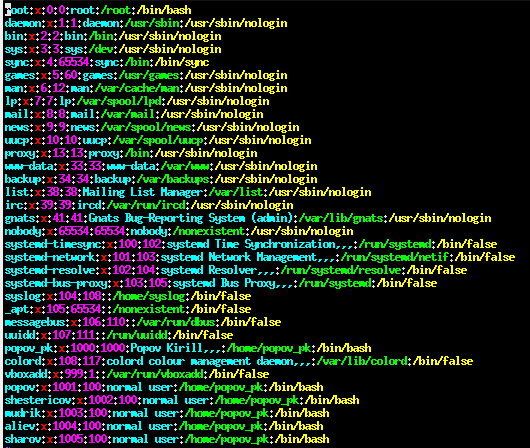 root:x:0:0:root:/root:/bin/bash
daemon:x:1:1:daemon:/usr/sbin:/usr/sbin/nologin
bin:x:2:2:bin:/bin:/usr/sbin/nologin
sys:x:3:3:sys:/dev:/usr/sbin/nologin
sync:x:4:65534:sync:/bin:/bin/sync
games:x:5:60:games:/usr/games:/usr/sbin/nologin
man:x:6:12:man:/var/cache/man:/usr/sbin/nologin
lp:x:7:7:lp:/var/spool/lpd:/usr/sbin/nologin
mail:x:8:8:mail:/var/mail:/usr/sbin/nologin
news:x:9:9:news:/var/spool/news:/usr/sbin/nologin
uucp:x:10:10:uucp:/var/spool/uucp:/usr/sbin/nologin
proxy:x:13:13:proxy:/bin:/usr/sbin/nologin
www-data:x:33:33:www-data:/var/www:/usr/sbin/nologin
backup:x:34:34:backup:/var/backups:/usr/sbin/nologin
list:x:38:38:Mailing List Manager:/var/list:/usr/sbin/nologin
irc:x:39:39:ircd:/var/run/ircd:/usr/sbin/nologin
gnats:x:41:41:Gnats Bug-Reporting System (admin):/var/lib/gnats:/usr/sbin/nologin
nobody:x:65534:65534:nobody:/nonexistent:/usr/sbin/nologin
systemd-timesync:x:100:102:systemd Time Synchronization,,,:/run/systemd:/bin/false
systemd-network:x:101:103:systemd Network Management,,,:/run/systemd/netif:/bin/false
systemd-resolve:x:102:104:systemd Resolver,,,:/run/systemd/resolve:/bin/false
systemd-bus-proxy:x:103:105:systemd Bus Proxy,,,:/run/systemd:/bin/false
syslog:x:104:108::/home/syslog:/bin/false
_apt:x:105:65534::/nonexistent:/bin/false
messagebus:x:106:110::/var/run/dbus:/bin/false
uuidd:x:107:111::/run/uuidd:/bin/false
popov_pk:x:1000:1000:Popov Kirill,,,:/home/popov_pk:/bin/bash
colord:x:108:117:colord colour management daemon,,,:/var/lib/colord:/bin/false
vboxadd:x:999:1::/var/run/vboxadd:/bin/false
popov:x:1001:100:normal user:/home/popov_pk:/bin/bash
shestericov:x:1002:100:normal user:/home/popov_pk:/bin/bash
mudrik:x:1003:100:normal user:/home/popov_pk:/bin/bash
aliev:x:1004:100:normal user:/home/popov_pk:/bin/bash
sharov:x:1005:100:normal user:/home/popov_pk:/bin/bash